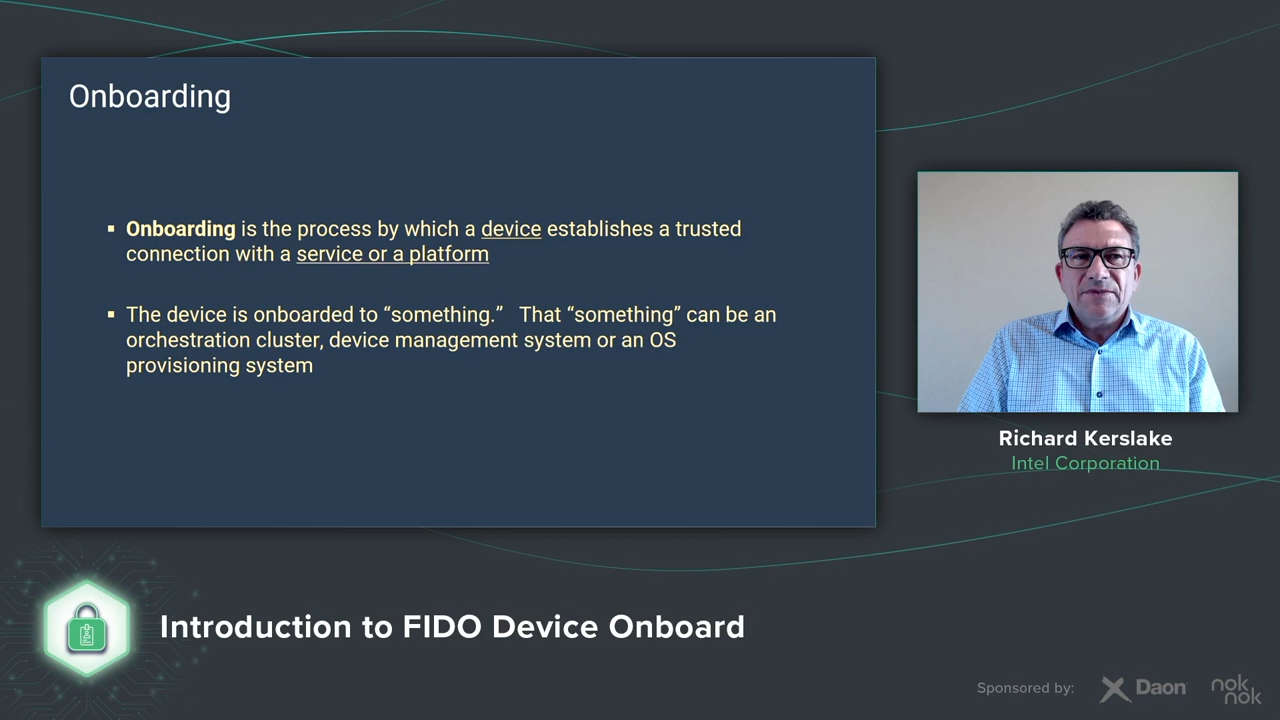 Onboarding
▪ Onboarding is the process by which a device establishes a trusted
connection with a service or a platform
▪ The device is onboarded to “something.” That “something” can be an
orchestration cluster, device management system or an OS
provisioning system
Richard Kerslake
Intel Corporation
Introduction to FIDO Device Onboard
Sponsored by:
Daon
nok
nok